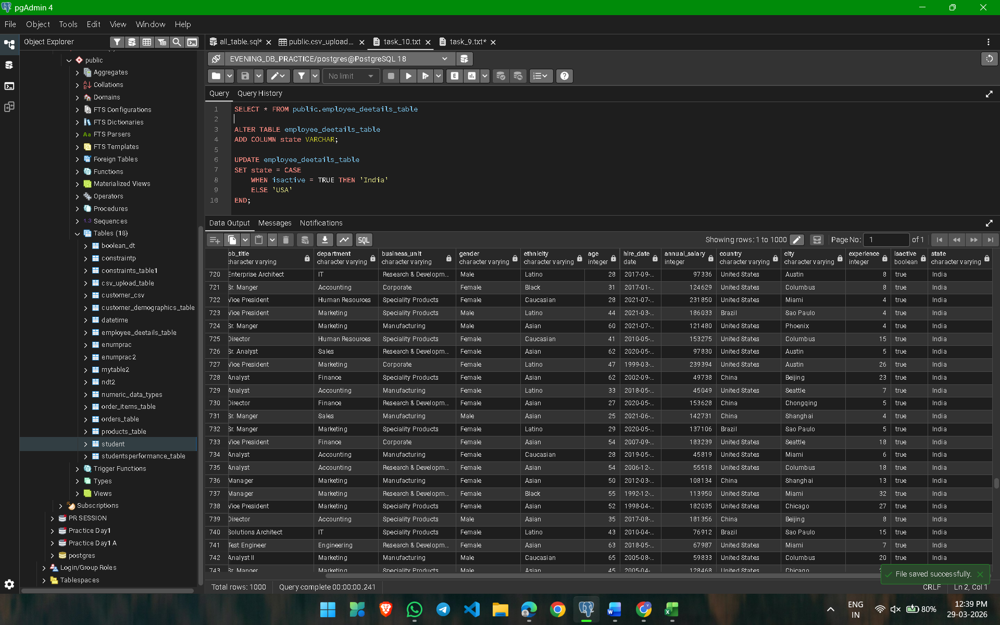 pgAdmin 4
File Object Tools Edit View Window Help
Object Explorer
all_table.sql* public.csv_upload... task_10.txt task_9.txt*
EVENING_DB_PRACTICE/postgres@PostgreSQL 18
No limit
Query Query History
1 SELECT * FROM public.employee_deetails_table
2
3 ALTER TABLE employee_deetails_table
4 ADD COLUMN state VARCHAR;
5
6 UPDATE employee_deetails_table
7 SET state = CASE
8 WHEN isactive = TRUE THEN 'India'
9 ELSE 'USA'
10 END;
public
Aggregates
Collations
Domains
FTS Configurations
FTS Dictionaries
FTS Parsers
FTS Templates
Foreign Tables
Functions
Materialized Views
Operators
Procedures
1..3 Sequences
Tables (18)
boolean_dt
constraintp
constraints_table1
csv_upload_table
customer_csv
customer_demographics_table
datetime
employee_deetails_table
enumprac
enumprac2
mytable2
ndt2
numeric_data_types
order_items_table
orders_table
products_table
student
studentsperformance_table
Trigger Functions
Types
Views
Subscriptions
PR SESSION
Practice Day1
Practice Day1 A
postgres
Login/Group Roles
Tablespaces
Data Output Messages Notifications
SQL
Showing rows: 1 to 1000 Page No: 1 of 1
ob_title department business_unit gender ethnicity age hire_date annual_salary country city experience isactive state
character varying character varying character varying character varying character varying integer date integer character varying character varying integer boolean character varying
720 Enterprise Architect IT Research & Developm... Male Latino 28 2017-09-... 97336 United States Austin 8 true India
721 Sr. Manger Accounting Corporate Female Black 31 2017-01-... 124629 United States Columbus 8 true India
722 Vice President Human Resources Speciality Products Female Caucasian 28 2021-07-... 231850 United States Miami 4 true India
723 Vice President Marketing Speciality Products Male Latino 44 2021-03-... 186033 Brazil Sao Paulo 4 true India
724 Sr. Manger Marketing Manufacturing Male Asian 60 2021-07-... 121480 United States Phoenix 4 true India
725 Director Human Resources Speciality Products Female Caucasian 41 2010-05-... 153275 United States Columbus 15 true India
726 Sr. Analyst Sales Research & Developm... Female Asian 62 2020-05-... 97830 United States Austin 5 true India
727 Vice President Marketing Corporate Female Latino 47 1999-03-... 239394 United States Austin 26 true India
728 Analyst Finance Speciality Products Female Asian 62 2002-09-... 49738 China Beijing 23 true India
729 Analyst Accounting Manufacturing Female Latino 33 2018-05-... 45049 United States Seattle 7 true India
730 Director Finance Research & Developm... Female Asian 27 2020-05-... 153628 China Chongqing 5 true India
731 Sr. Manger Sales Manufacturing Male Asian 25 2021-06-... 142731 China Shanghai 4 true India
732 Sr. Manger Marketing Speciality Products Female Latino 29 2020-05-... 137106 Brazil Sao Paulo 5 true India
733 Vice President Finance Corporate Female Asian 54 2007-09-... 183239 United States Seattle 18 true India
734 Analyst Accounting Manufacturing Female Caucasian 28 2019-05-... 45819 United States Miami 6 true India
735 Analyst Accounting Research & Developm... Female Asian 54 2006-12-... 55518 United States Columbus 18 true India
736 Manager Marketing Manufacturing Female Asian 50 2012-03-... 108134 China Shanghai 13 true India
737 Manager Marketing Research & Developm... Female Black 55 1992-12-... 113950 United States Miami 32 true India
738 Vice President Marketing Speciality Products Female Asian 52 1998-04-... 182035 United States Chicago 27 true India
739 Director Accounting Speciality Products Male Asian 35 2017-08-... 181356 China Beijing 8 true India
740 Solutions Architect IT Speciality Products Female Latino 43 2010-04-... 76912 Brazil Sao Paulo 15 true India
741 Test Engineer Engineering Research & Developm... Female Asian 63 2018-05-... 67987 United States Miami 7 true India
742 Analyst II Marketing Manufacturing Male Caucasian 65 2005-08-... 59833 United States Columbus 20 true India
743 Sr. Manger Accounting Speciality Products Male Asian 45 2005-04-... 128468 United States Chicago
File saved successfully.
Total rows: 1000 Query complete 00:00:00.241 CRLF Ln 2, Col 1
ENG
IN
80%
12:39 PM
29-03-2026